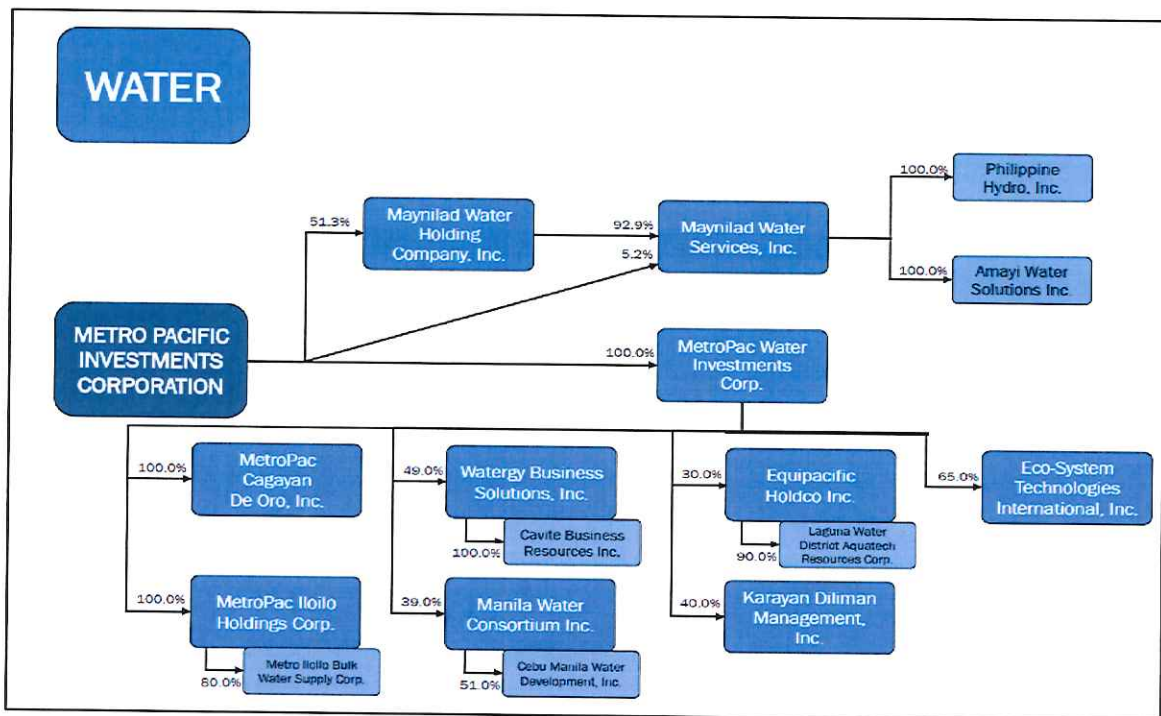 WATER
100.0%
Philippine
Hydro, Inc.
51.3%
Maynilad Water
Holding
Company, Inc.
92.9%
5.2%
Maynilad Water
Services, Inc.
100.0%
Amayi Water
Solutions Inc.
METRO PACIFIC
INVESTMENTS
CORPORATION
100.0%
MetroPac Water
Investments
Corp.
100.0%
MetroPac
Cagayan
De Oro, Inc.
49.0%
Watergy Business
Solutions, Inc.
30.0%
Equipacific
Holdco Inc.
65.0%
Eco-System
Technologies
International, Inc.
100.0%
Cavite Business
Resources Inc.
90.0%
Laguna Water
District Aquatech
Resources Corp.
100.0%
MetroPac Iloilo
Holdings Corp.
39.0%
Manila Water
Consortium Inc.
40.0%
Karayan Diliman
Management,
Inc.
80.0%
Metro Iloilo Bulk
Water Supply Corp.
51.0%
Cebu Manila Water
Development, Inc.